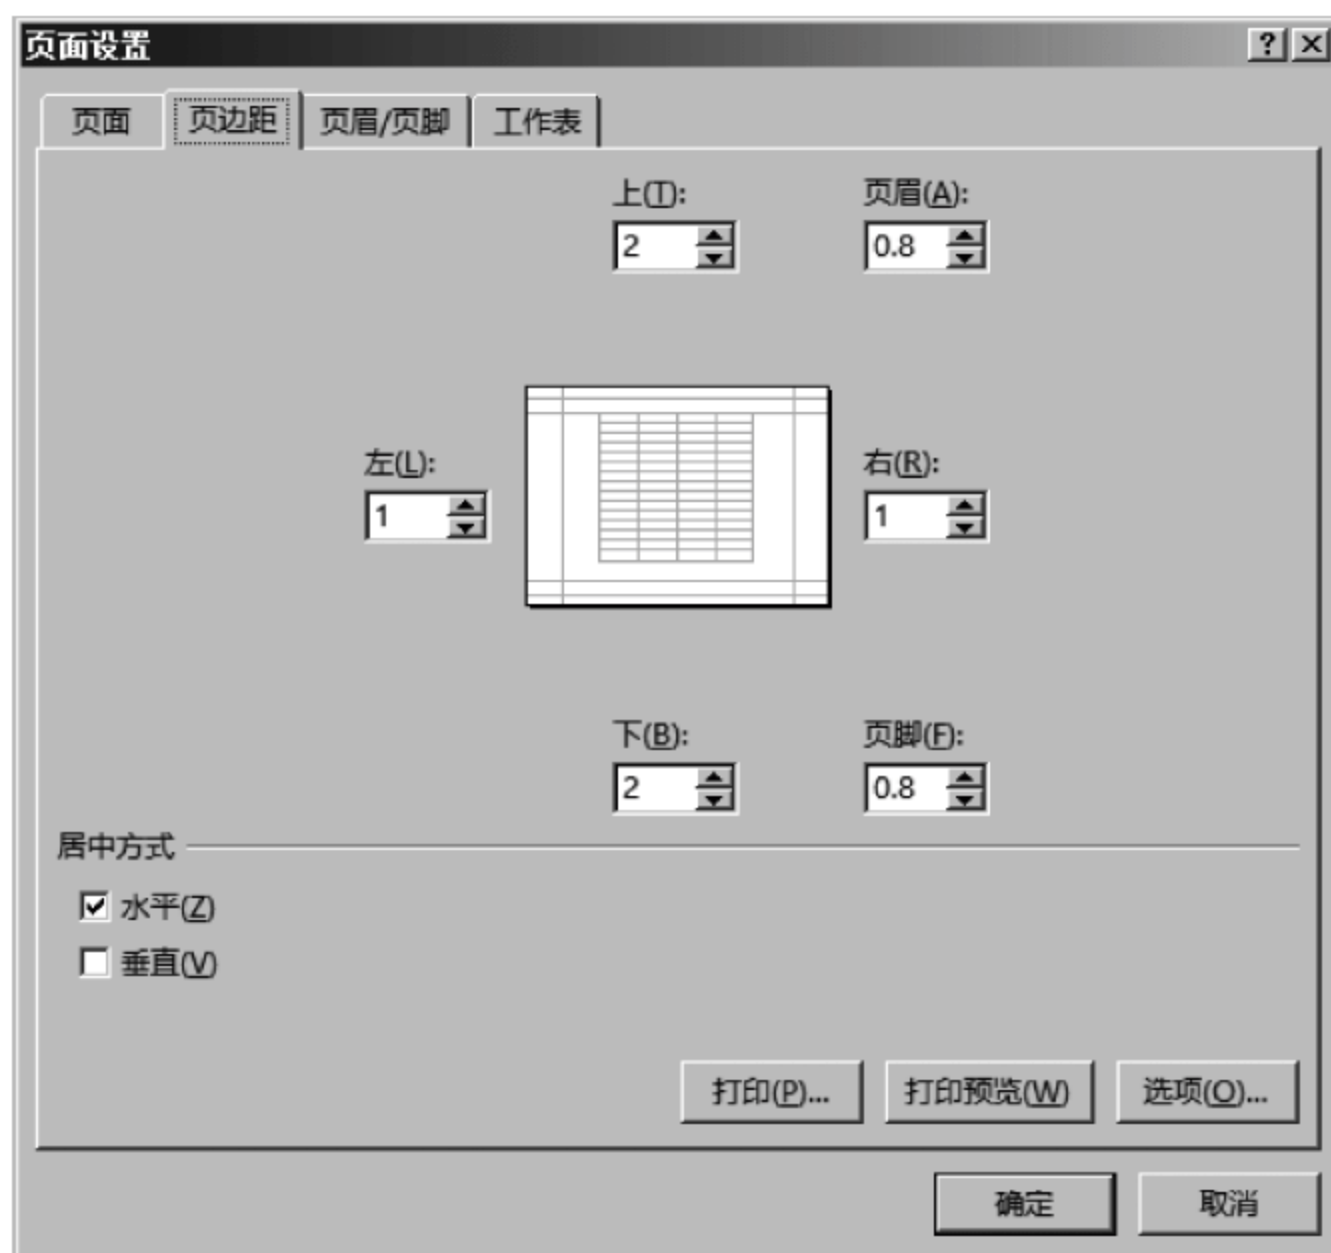 页面设置
页面 页边距 页眉/页脚 工作表
上(T): 页眉(A):
2 0.8
左(L): 右(R):
1 1
下(B): 页脚(F):
2 0.8
居中方式
水平(Z)
垂直(V)
打印(P)... 打印预览(W) 选项(O)...
确定 取消